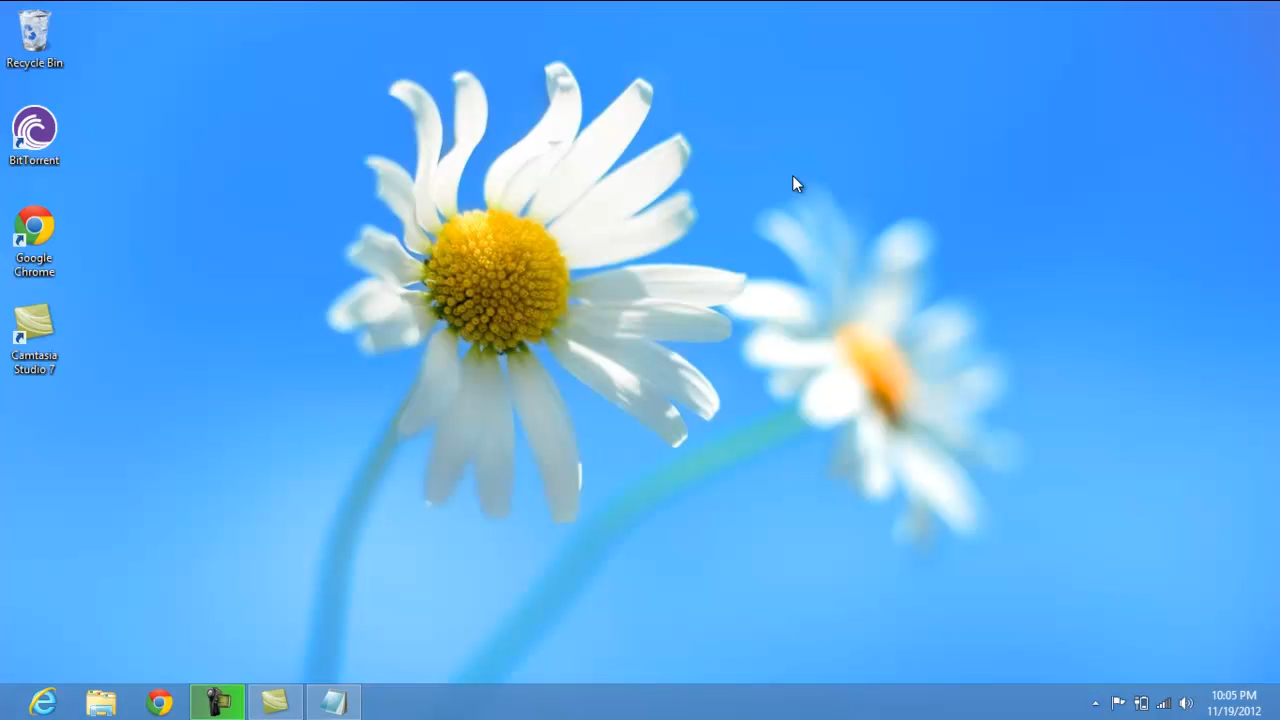 Recycle Bin
BitTorrent
Google
Chrome
Camtasia
Studio 7
10:05 PM
11/19/2012